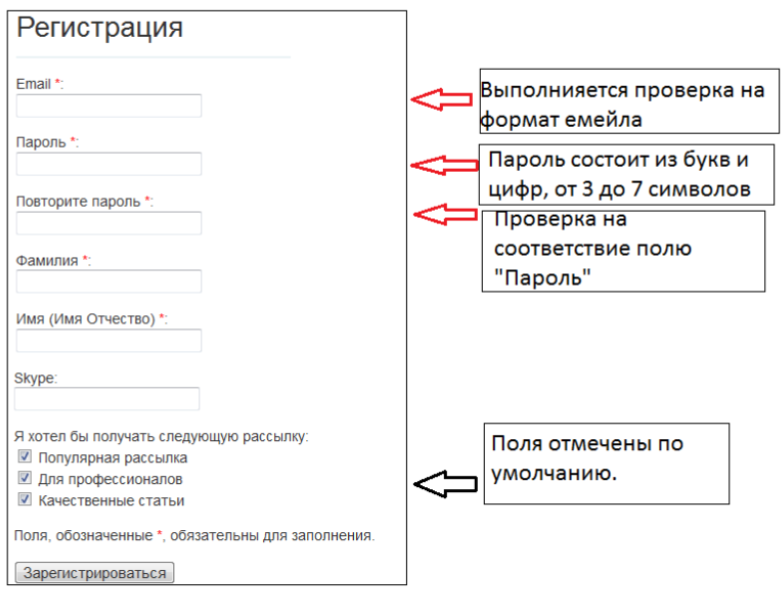 Регистрация
Email *:
Пароль *:
Повторите пароль *:
Фамилия *:
Имя (Имя Отчество) *:
Skype:
Я хотел бы получать следующую рассылку:
Популярная рассылка
Для профессионалов
Качественные статьи
Поля, обозначенные *, обязательны для заполнения.
Зарегистрироваться
Выполнияется проверка на
формат емейла
Пароль состоит из букв и
цифр, от 3 до 7 символов
Проверка на
соответствие полю
"Пароль"
Поля отмечены по
умолчанию.